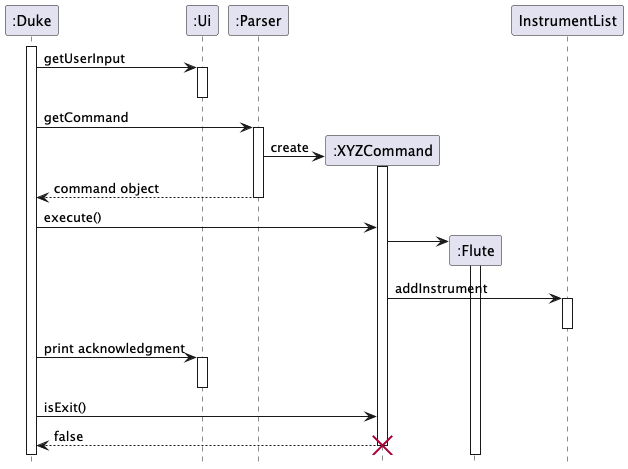 :Duke
:Ui
:Parser
InstrumentList
getUserInput
getCommand
create
:XYZCommand
command object
execute()
:Flute
addInstrument
print acknowledgment
isExit()
false